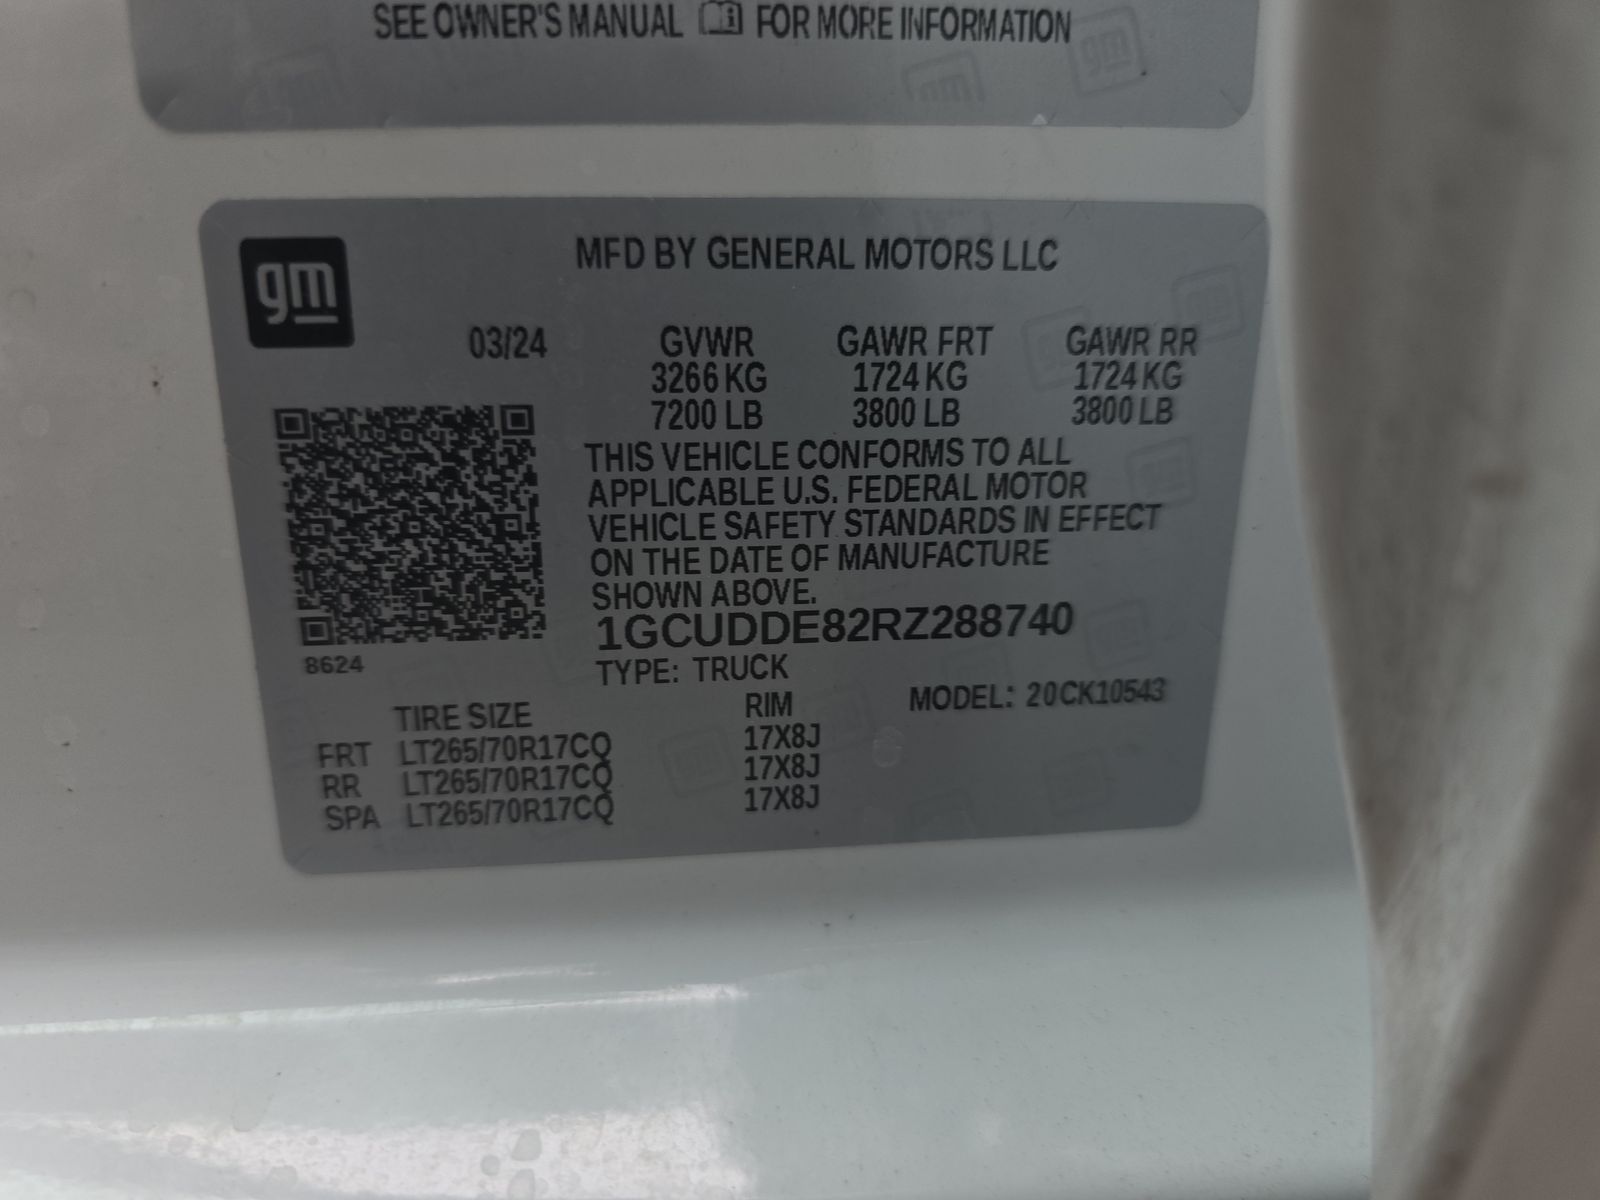 SEE OWNER'S MANUAL FOR MORE INFORMATION
gm
MFD BY GENERAL MOTORS LLC
03/24 GVWR GAWR FRT GAWR RR
3266 KG 1724 KG 1724 KG
7200 LB 3800 LB 3800 LB
THIS VEHICLE CONFORMS TO ALL
APPLICABLE U.S. FEDERAL MOTOR
VEHICLE SAFETY STANDARDS IN EFFECT
ON THE DATE OF MANUFACTURE
SHOWN ABOVE.
1GCUDDE82RZ288740
8624
TYPE: TRUCK
MODEL: 20CK10543
TIRE SIZE RIM
FRT LT265/70R17CQ 17X8J
RR LT265/70R17CQ 17X8J
SPA LT265/70R17CQ 17X8J